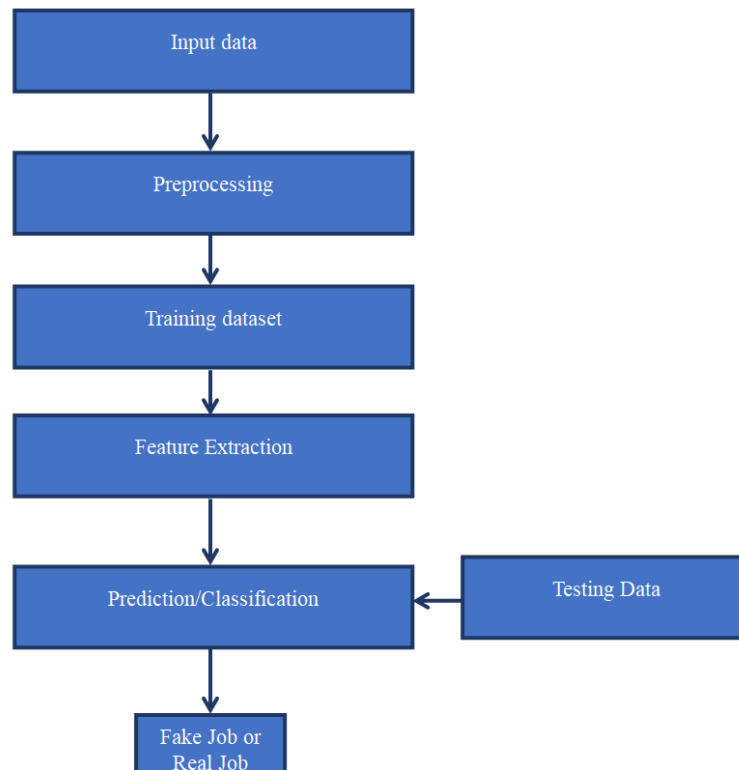 Input data
Preprocessing
Training dataset
Feature Extraction
Prediction/Classification
Testing Data
Fake Job or
Real Job